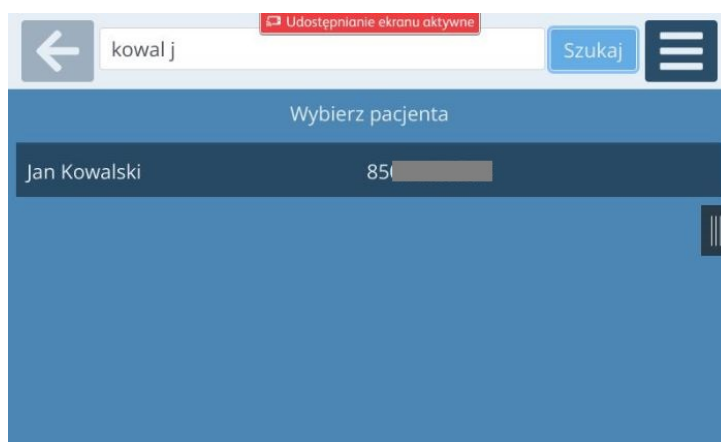 Udostępnianie ekranu aktywne
kowal j
Szukaj
Wybierz pacjenta
Jan Kowalski 85